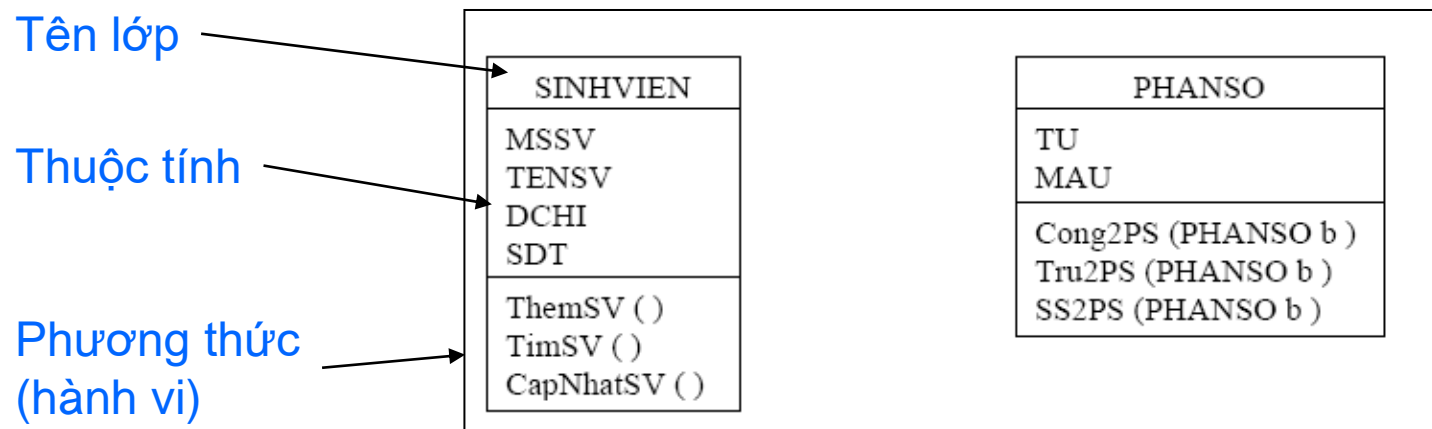 Tên lớp
Thuộc tính
Phương thức
(hành vi)
SINHVIEN
MSSV
TENSV
DCHI
SDT
ThemSV ( )
TimSV ( )
CapNhatSV ( )
PHANSO
TU
MAU
Cong2PS (PHANSO b )
Tru2PS (PHANSO b )
SS2PS (PHANSO b )